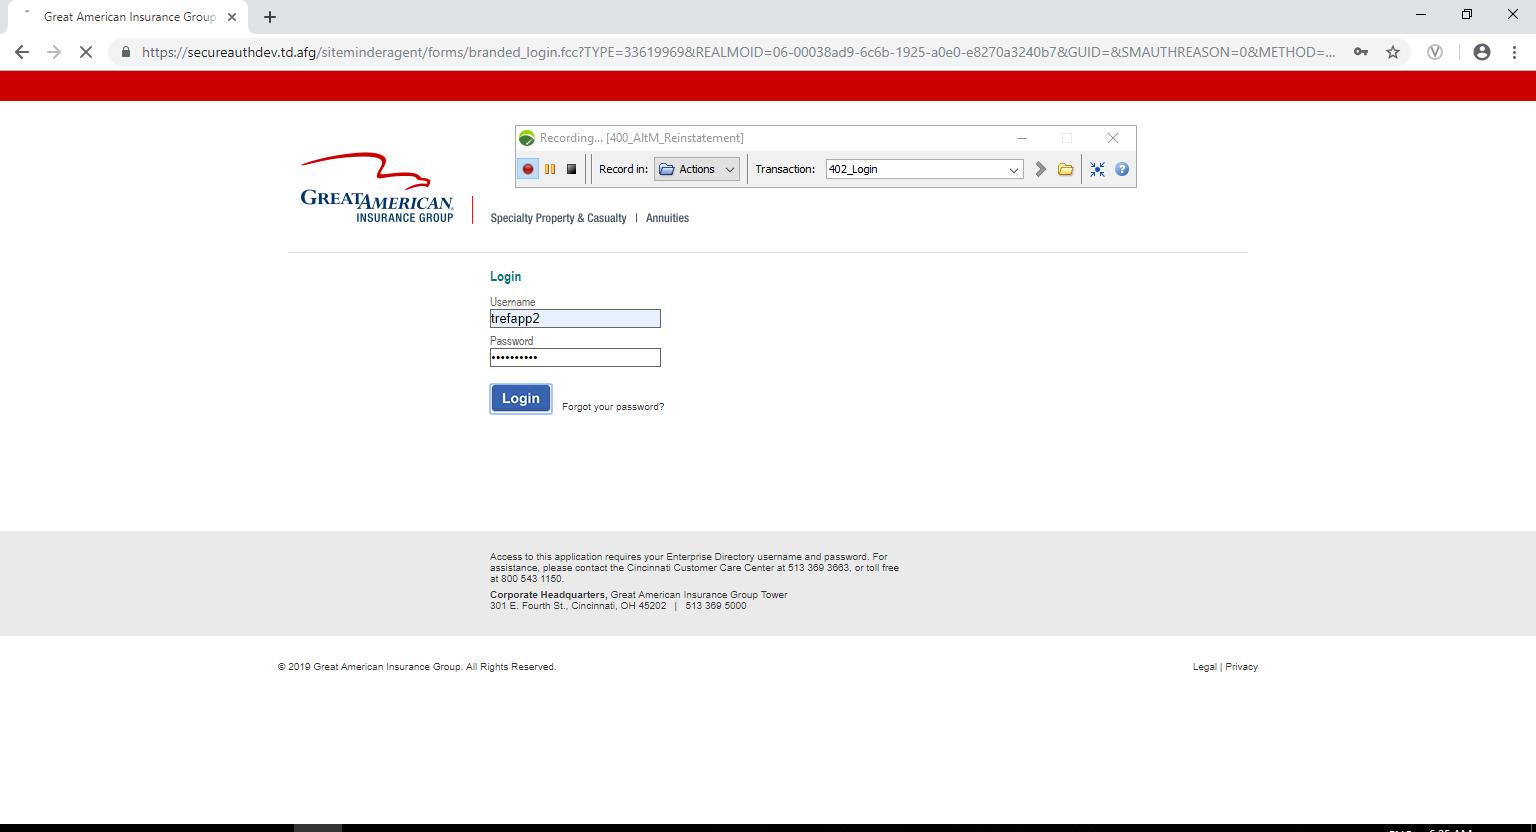 Great American Insurance Group
https://secureauthdev.td.afg/siteminderagent/forms/branded_login.fcc?TYPE=33619969&REALMOID=06-00038ad9-6c6b-1925-a0e0-e8270a3240b7&GUID=&SMAUTHREASON=0&METHOD=...
Recording... [400_AltM_Reinstatement]
Record in: Actions Transaction: 402_Login
GREATAMERICAN.
INSURANCE GROUP
Specialty Property & Casualty | Annuities
Login
Username
trefapp2
Password
••••••••••
Login Forgot your password?
Access to this application requires your Enterprise Directory username and password. For
assistance, please contact the Cincinnati Customer Care Center at 513 369 3663, or toll free
at 800 543 1150.
Corporate Headquarters, Great American Insurance Group Tower
301 E. Fourth St., Cincinnati, OH 45202 | 513 369 5000
© 2019 Great American Insurance Group. All Rights Reserved. Legal | Privacy